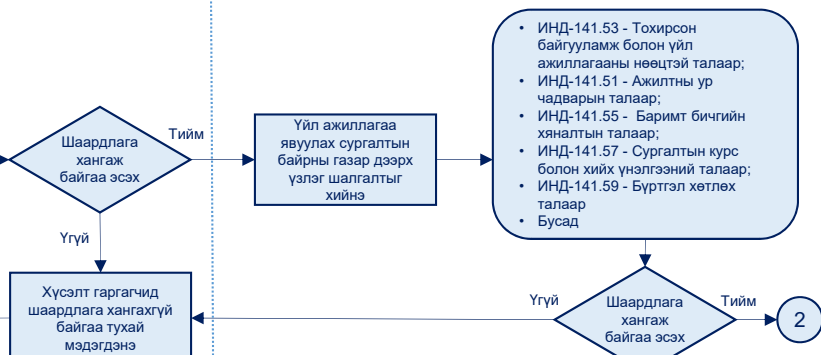 Шаардлага
хангаж
байгаа эсэх
Тийм
Үгүй
Үйл ажиллагаа
явуулах сургалтын
байрны газар дээрх
үзлэг шалгалтыг
хийнэ
• ИНД-141.53 - Тохирсон
байгууламж болон үйл
ажиллагааны нөөцтэй талаар;
• ИНД-141.51 - Ажилтны ур
чадварын талаар;
• ИНД-141.55 - Баримт бичгийн
хяналтын талаар;
• ИНД-141.57 - Сургалтын курс
болон хийх үнэлгээний талаар;
• ИНД-141.59 - Бүртгэл хөтлөх
талаар
• Бусад
Хүсэлт гаргагчид
шаардлага хангахгүй
байгаа тухай
мэдэгдэнэ
Үгүй
Шаардлага
хангаж
байгаа эсэх
Тийм
2